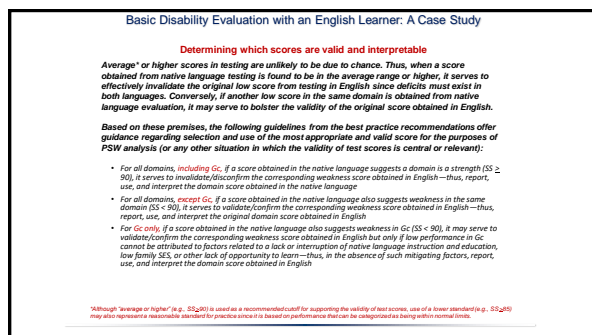 Basic Disability Evaluation with an English Learner: A Case Study
Determining which scores are valid and interpretable
Average* or higher scores in testing are unlikely to be due to chance. Thus, when a score
obtained from native language testing is found to be in the average range or higher, it serves to
effectively invalidate the original low score from testing in English since deficits must exist in
both languages. Conversely, if another low score in the same domain is obtained from native
language evaluation, it may serve to bolster the validity of the original score obtained in English.
Based on these premises, the following guidelines from the best practice recommendations offer
guidance regarding selection and use of the most appropriate and valid score for the purposes of
PSW analysis (or any other situation in which the validity of test scores is central or relevant):
• For all domains, including Gc, if a score obtained in the native language suggests a domain is a strength (SS ≥
90), it serves to invalidate/disconfirm the corresponding weakness score obtained in English—thus, report,
use, and interpret the domain score obtained in the native language
• For all domains, except Gc, if a score obtained in the native language also suggests weakness in the same
domain (SS < 90), it serves to validate/confirm the corresponding weakness score obtained in English—thus,
report, use, and interpret the original domain score obtained in English
• For Gc only, if a score obtained in the native language also suggests weakness in Gc (SS < 90), it may serve to
validate/confirm the corresponding weakness score obtained in English but only if low performance in Gc
cannot be attributed to factors related to a lack or interruption of native language instruction and education,
low family SES, or other lack of opportunity to learn—thus, in the absence of such mitigating factors, report,
use, and interpret the domain score obtained in English
*Although "average or higher" (e.g., SS≥90) is used as a recommended cutoff for supporting the validity of test scores, use of a lower standard (e.g., SS≥85)
may also represent a reasonable standard for practice since it is based on performance that can be categorized as being within normal limits.